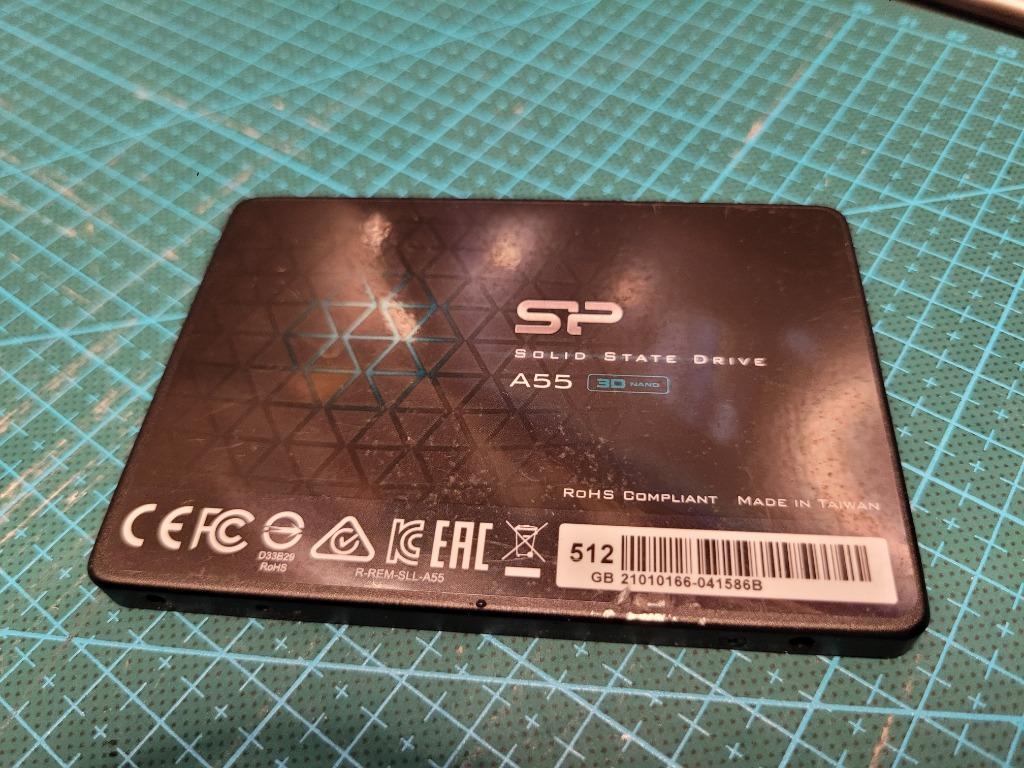 SP
SOLID STATE DRIVE
A55 3D NAND
ROHS COMPLIANT MADE IN TAIWAN
CE FC D33B29 RoHS R-REM-SLL-A55 KC EAC
512
GB 21010166-041586B